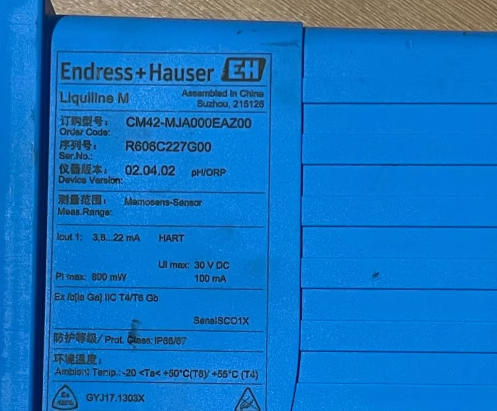 Endress+Hauser EH
Liquiline M
Assembled in China
Suzhou, 215126
订购型号: CM42-MJA000EAZ00
Order Code:
序列号: R606C227G00
Ser.No.:
仪器版本: 02.04.02 pH/ORP
Device Version:
测量范围: Memosens-Sensor
Meas.Range:
Iout 1: 3,6...22 mA HART
UI max: 30 V DC
PI max: 800 mW 100 mA
Ex ib[ia Ga] IIC T4/T6 Gb
SensISCO1X
防护等级/ Prot. Class: IP66/67
环境温度:
Ambient Temp.: -20 <Ta< +50°C(T6)/ +55°C (T4)
Ex
GYJ17.1303X